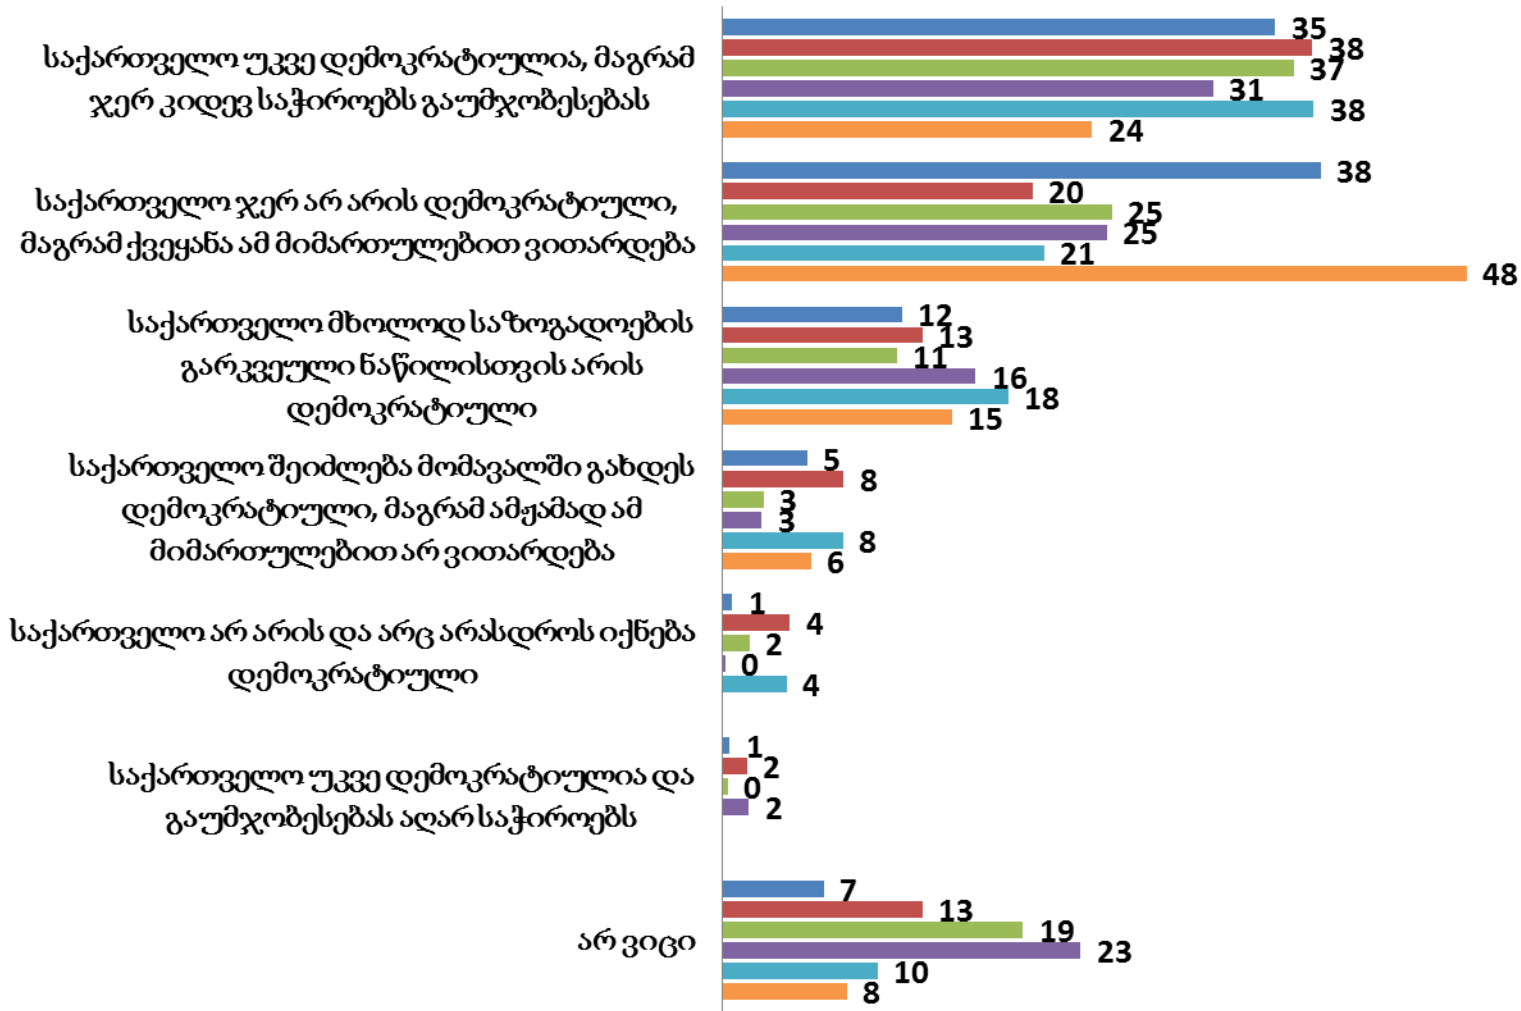 საქართველო უკვე დემოკრატიულია, მაგრამ
ჯერ კიდევ საჭიროებს გაუმჯობესებას
35
38
37
31
38
24
საქართველო ჯერ არ არის დემოკრატიული,
მაგრამ ქვეყანა ამ მიმართულებით ვითარდება
38
20
25
25
21
48
საქართველო მხოლოდ საზოგადოების
გარკვეული ნაწილისთვის არის
დემოკრატიული
12
13
11
16
18
15
საქართველო შეიძლება მომავალში გახდეს
დემოკრატიული, მაგრამ ამჟამად ამ
მიმართულებით არ ვითარდება
5
8
3
3
8
6
საქართველო არ არის და არც არასდროს იქნება
დემოკრატიული
1
4
2
0
4
საქართველო უკვე დემოკრატიულია და
გაუმჯობესებას აღარ საჭიროებს
1
2
0
2
არ ვიცი
7
13
19
23
10
8